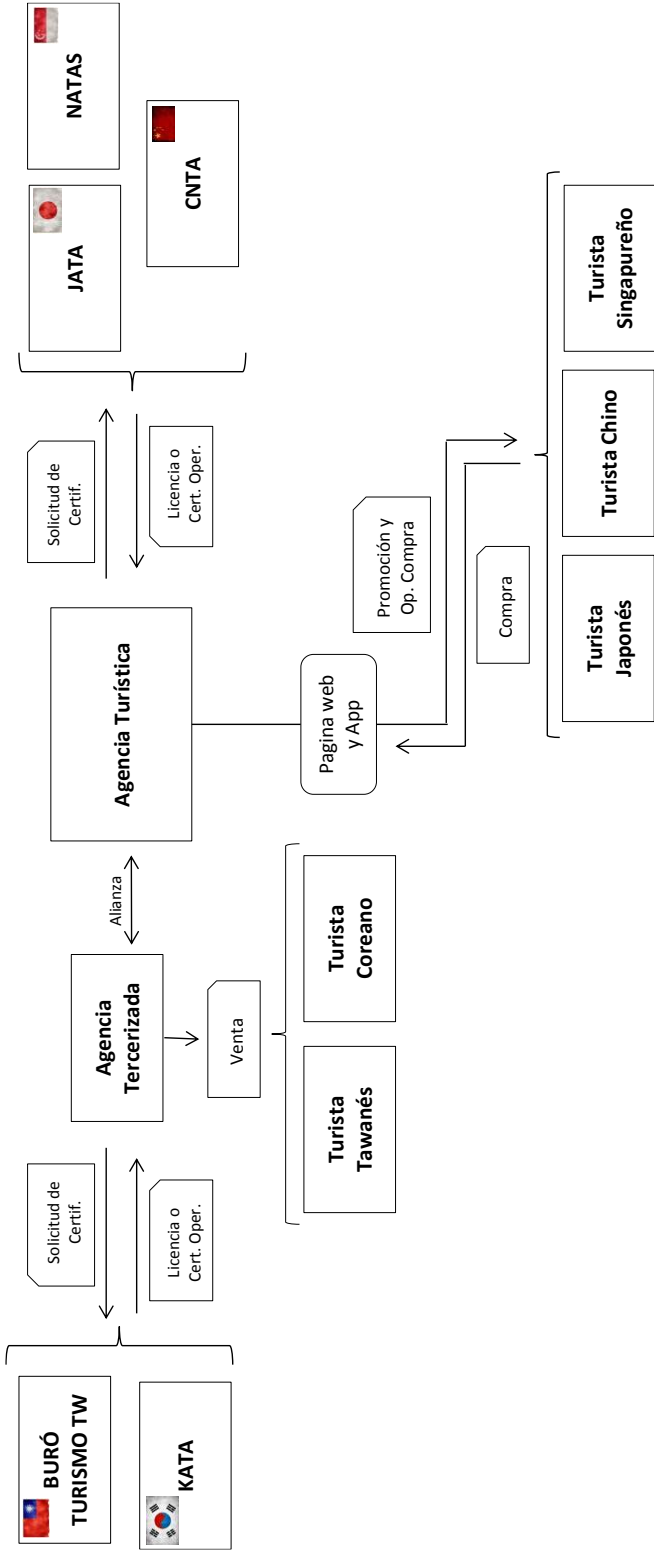 BURÓ
TURISMO TW
KATA
Solicitud de
Certif.
Licencia o
Cert. Oper.
Agencia
Tercerizada
Alianza
Venta
Turista
Tawanés
Turista
Coreano
Agencia Turística
Pagina web
y App
Solicitud de
Certif.
Licencia o
Cert. Oper.
JATA
NATAS
CNTA
Promoción y
Op. Compra
Compra
Turista
Japonés
Turista Chino
Turista
Singapureño